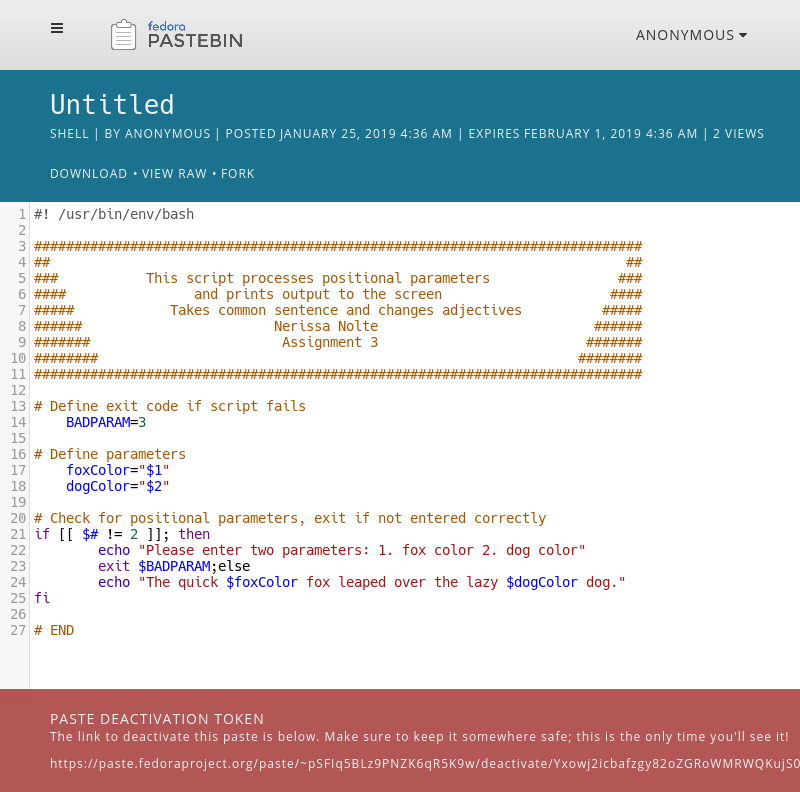 fedora
PASTEBIN
ANONYMOUS
Untitled
SHELL | BY ANONYMOUS | POSTED JANUARY 25, 2019 4:36 AM | EXPIRES FEBRUARY 1, 2019 4:36 AM | 2 VIEWS
DOWNLOAD • VIEW RAW • FORK
1 #! /usr/bin/env/bash
2
3 ############################################################################
4 ##                                                                        ##
5 ###           This script processes positional parameters                ###
6 ####                and prints output to the screen                     ####
7 #####            Takes common sentence and changes adjectives          #####
8 ######                        Nerissa Nolte                           ######
9 #######                        Assignment 3                          #######
10 ########                                                            ########
11 ############################################################################
12
13 # Define exit code if script fails
14     BADPARAM=3
15
16 # Define parameters
17     foxColor="$1"
18     dogColor="$2"
19
20 # Check for positional parameters, exit if not entered correctly
21 if [[ $# != 2 ]]; then
22         echo "Please enter two parameters: 1. fox color 2. dog color"
23         exit $BADPARAM;else
24         echo "The quick $foxColor fox leaped over the lazy $dogColor dog."
25 fi
26
27 # END
PASTE DEACTIVATION TOKEN
The link to deactivate this paste is below. Make sure to keep it somewhere safe; this is the only time you'll see it!
https://paste.fedoraproject.org/paste/~pSFIq5BLz9PNZK6qR5K9w/deactivate/Yxowj2icbafzgy82oZGRoWMRWQKujS0